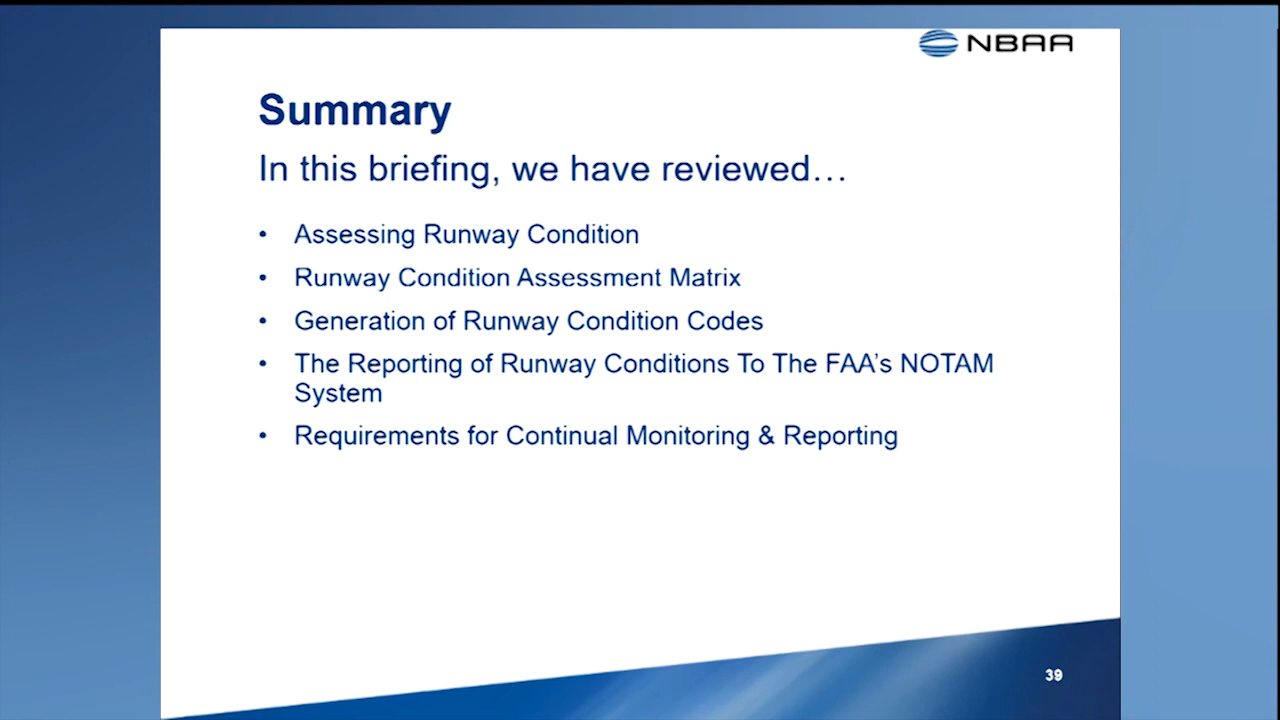 NBAA
Summary
In this briefing, we have reviewed…
• Assessing Runway Condition
• Runway Condition Assessment Matrix
• Generation of Runway Condition Codes
• The Reporting of Runway Conditions To The FAA’s NOTAM
System
• Requirements for Continual Monitoring & Reporting
39